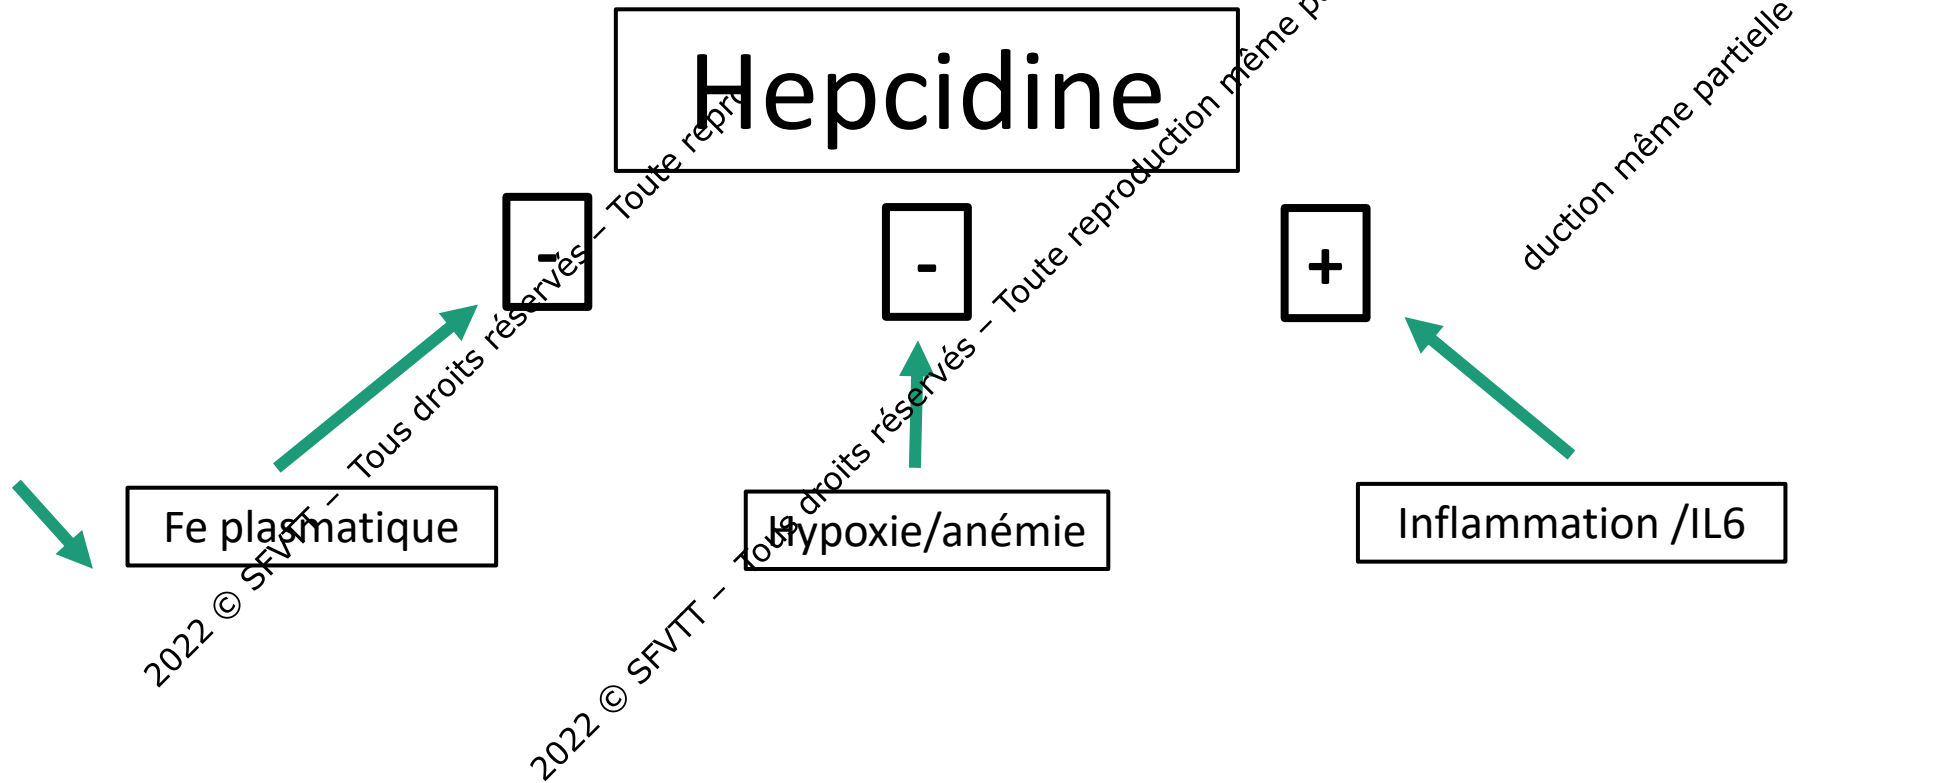 Hepcidine
-
-
+
Fe plasmatique
Hypoxie/anémie
Inflammation /IL6
2022 © SFVTT – Tous droits réservés – Toute repro
2022 © SFVTT – Tous droits réservés – Toute reproduction même
duction même partielle